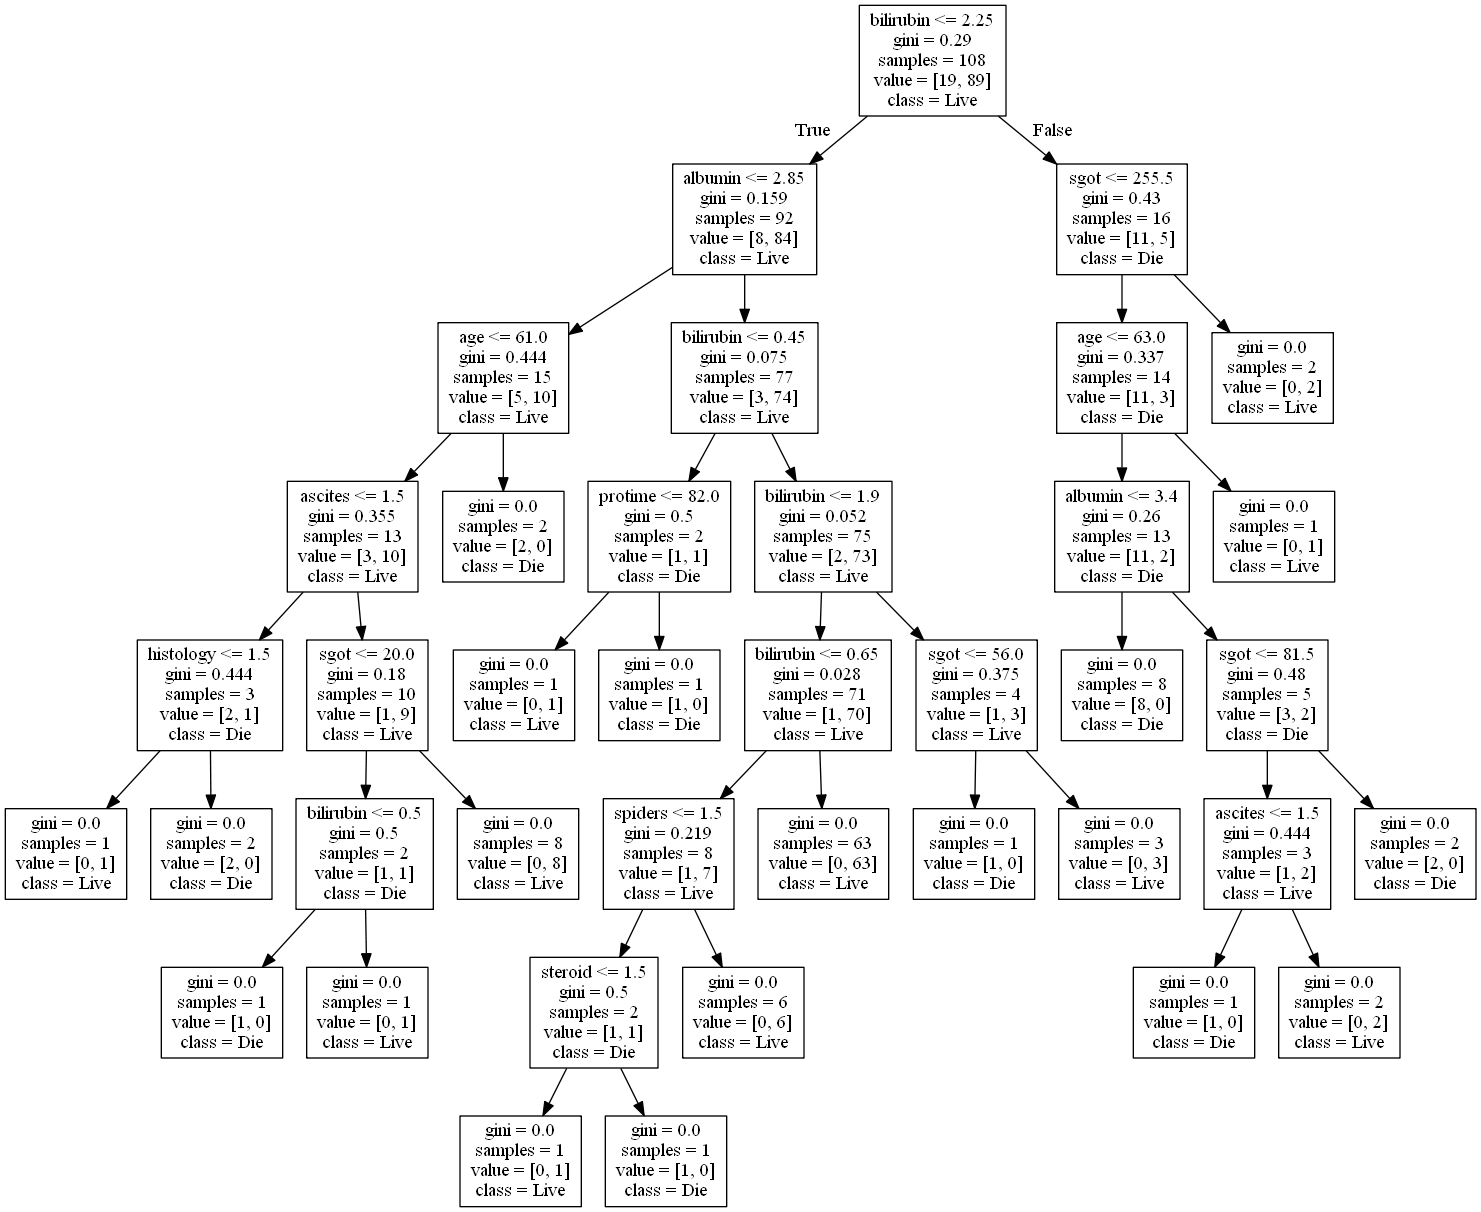 bilirubin <= 2.25
gini = 0.29
samples = 108
value = [19, 89]
class = Live
True
False
albumin <= 2.85
gini = 0.159
samples = 92
value = [8, 84]
class = Live
sgot <= 255.5
gini = 0.43
samples = 16
value = [11, 5]
class = Die
age <= 61.0
gini = 0.444
samples = 15
value = [5, 10]
class = Live
bilirubin <= 0.45
gini = 0.075
samples = 77
value = [3, 74]
class = Live
age <= 63.0
gini = 0.337
samples = 14
value = [11, 3]
class = Die
gini = 0.0
samples = 2
value = [0, 2]
class = Live
ascites <= 1.5
gini = 0.355
samples = 13
value = [3, 10]
class = Live
gini = 0.0
samples = 2
value = [2, 0]
class = Die
protime <= 82.0
gini = 0.5
samples = 2
value = [1, 1]
class = Die
bilirubin <= 1.9
gini = 0.052
samples = 75
value = [2, 73]
class = Live
albumin <= 3.4
gini = 0.26
samples = 13
value = [11, 2]
class = Die
gini = 0.0
samples = 1
value = [0, 1]
class = Live
histology <= 1.5
gini = 0.444
samples = 3
value = [2, 1]
class = Die
sgot <= 20.0
gini = 0.18
samples = 10
value = [1, 9]
class = Live
gini = 0.0
samples = 1
value = [0, 1]
class = Live
gini = 0.0
samples = 1
value = [1, 0]
class = Die
bilirubin <= 0.65
gini = 0.028
samples = 71
value = [1, 70]
class = Live
sgot <= 56.0
gini = 0.375
samples = 4
value = [1, 3]
class = Live
gini = 0.0
samples = 8
value = [8, 0]
class = Die
sgot <= 81.5
gini = 0.48
samples = 5
value = [3, 2]
class = Die
gini = 0.0
samples = 1
value = [0, 1]
class = Live
gini = 0.0
samples = 2
value = [2, 0]
class = Die
bilirubin <= 0.5
gini = 0.5
samples = 2
value = [1, 1]
class = Die
gini = 0.0
samples = 8
value = [0, 8]
class = Live
spiders <= 1.5
gini = 0.219
samples = 8
value = [1, 7]
class = Live
gini = 0.0
samples = 63
value = [0, 63]
class = Live
gini = 0.0
samples = 1
value = [1, 0]
class = Die
gini = 0.0
samples = 3
value = [0, 3]
class = Live
ascites <= 1.5
gini = 0.444
samples = 3
value = [1, 2]
class = Live
gini = 0.0
samples = 2
value = [2, 0]
class = Die
gini = 0.0
samples = 1
value = [1, 0]
class = Die
gini = 0.0
samples = 1
value = [0, 1]
class = Live
steroid <= 1.5
gini = 0.5
samples = 2
value = [1, 1]
class = Die
gini = 0.0
samples = 6
value = [0, 6]
class = Live
gini = 0.0
samples = 1
value = [1, 0]
class = Die
gini = 0.0
samples = 2
value = [0, 2]
class = Live
gini = 0.0
samples = 1
value = [0, 1]
class = Live
gini = 0.0
samples = 1
value = [1, 0]
class = Die